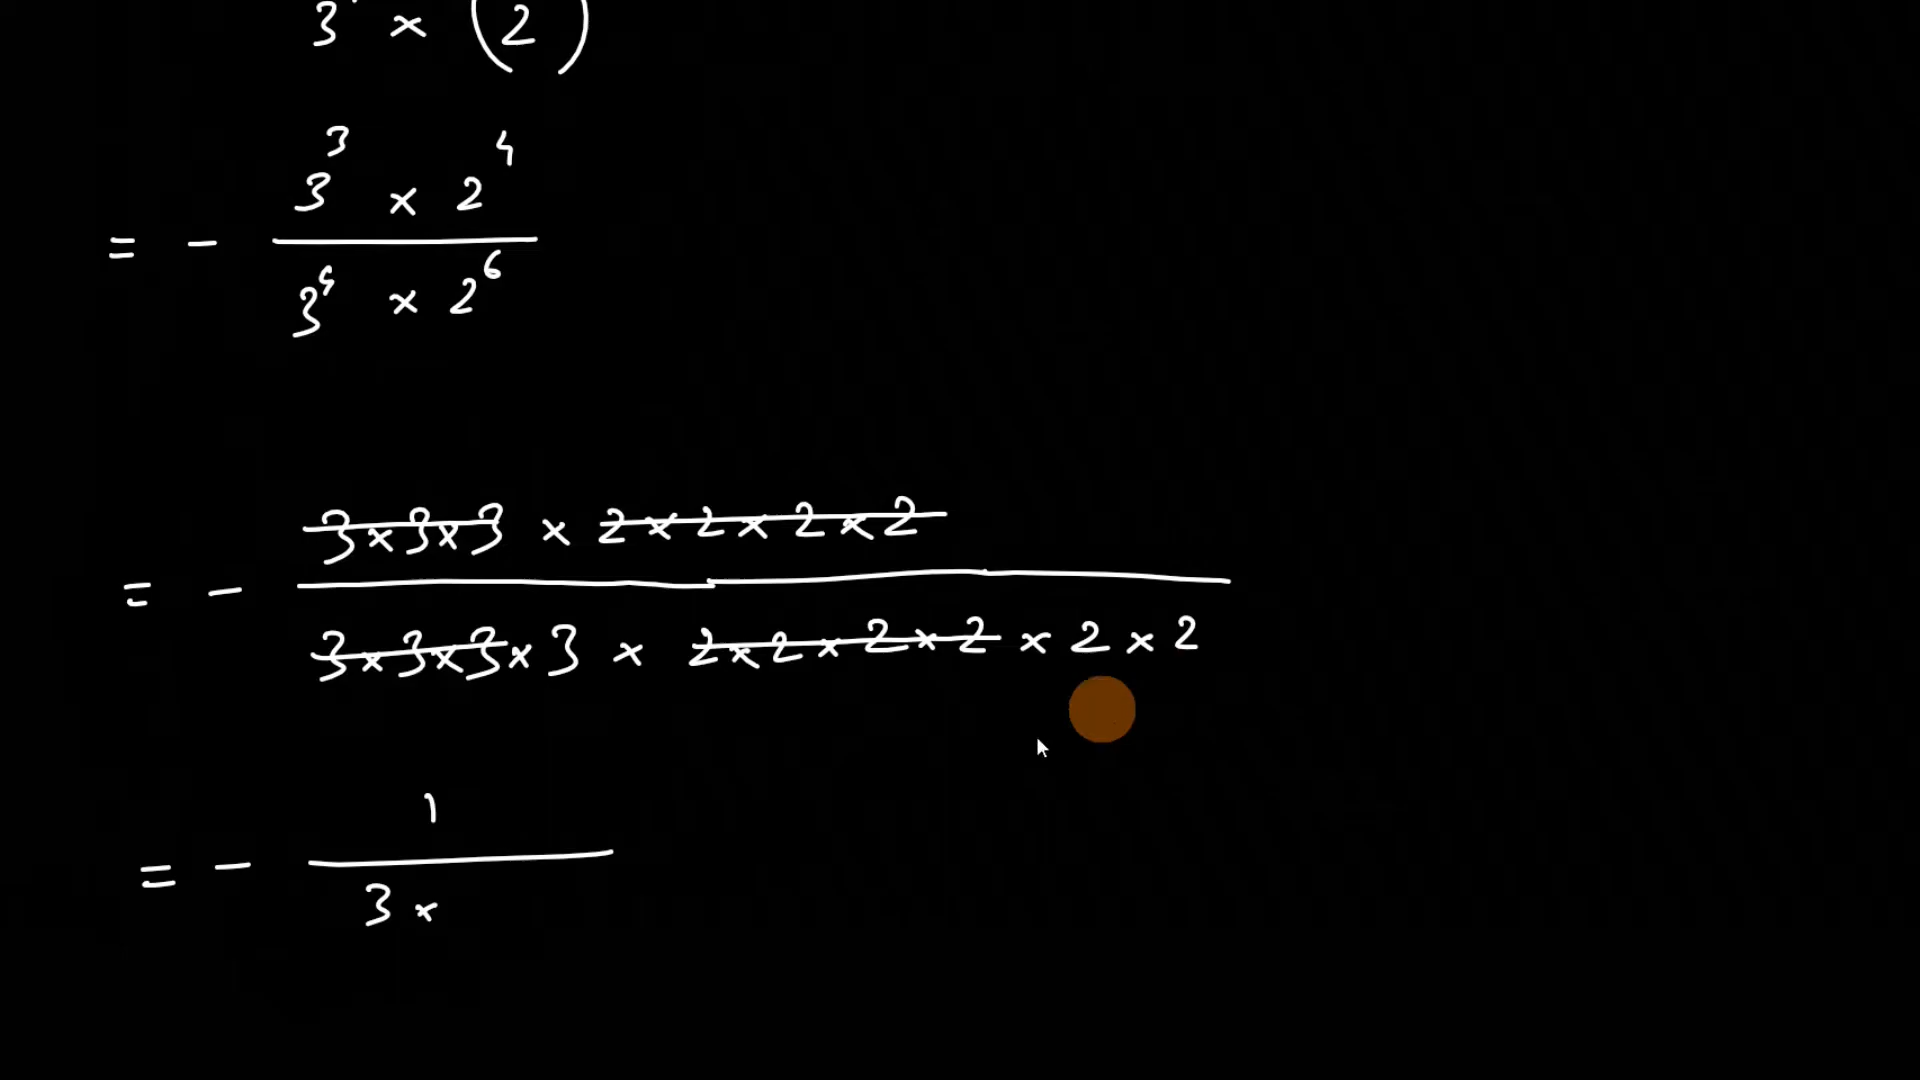 3 × (2)
3³ × 2⁴
= -
3⁴ × 2⁶
3×3×3 × 2×2×2×2
= -
3×3×3×3 × 2×2×2×2×2×2
1
= -
3×